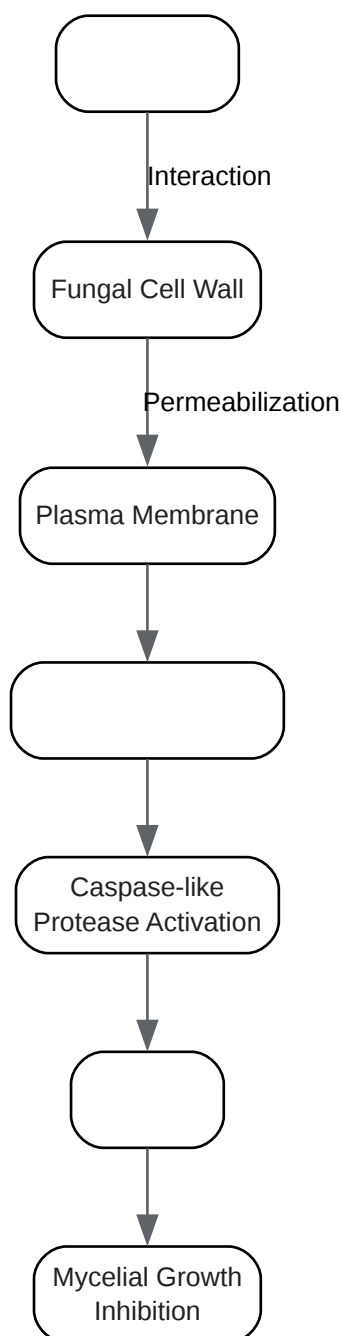 Interaction
Fungal Cell Wall
Permeabilization
Plasma Membrane
Caspase-like
Protease Activation
Mycelial Growth
Inhibition